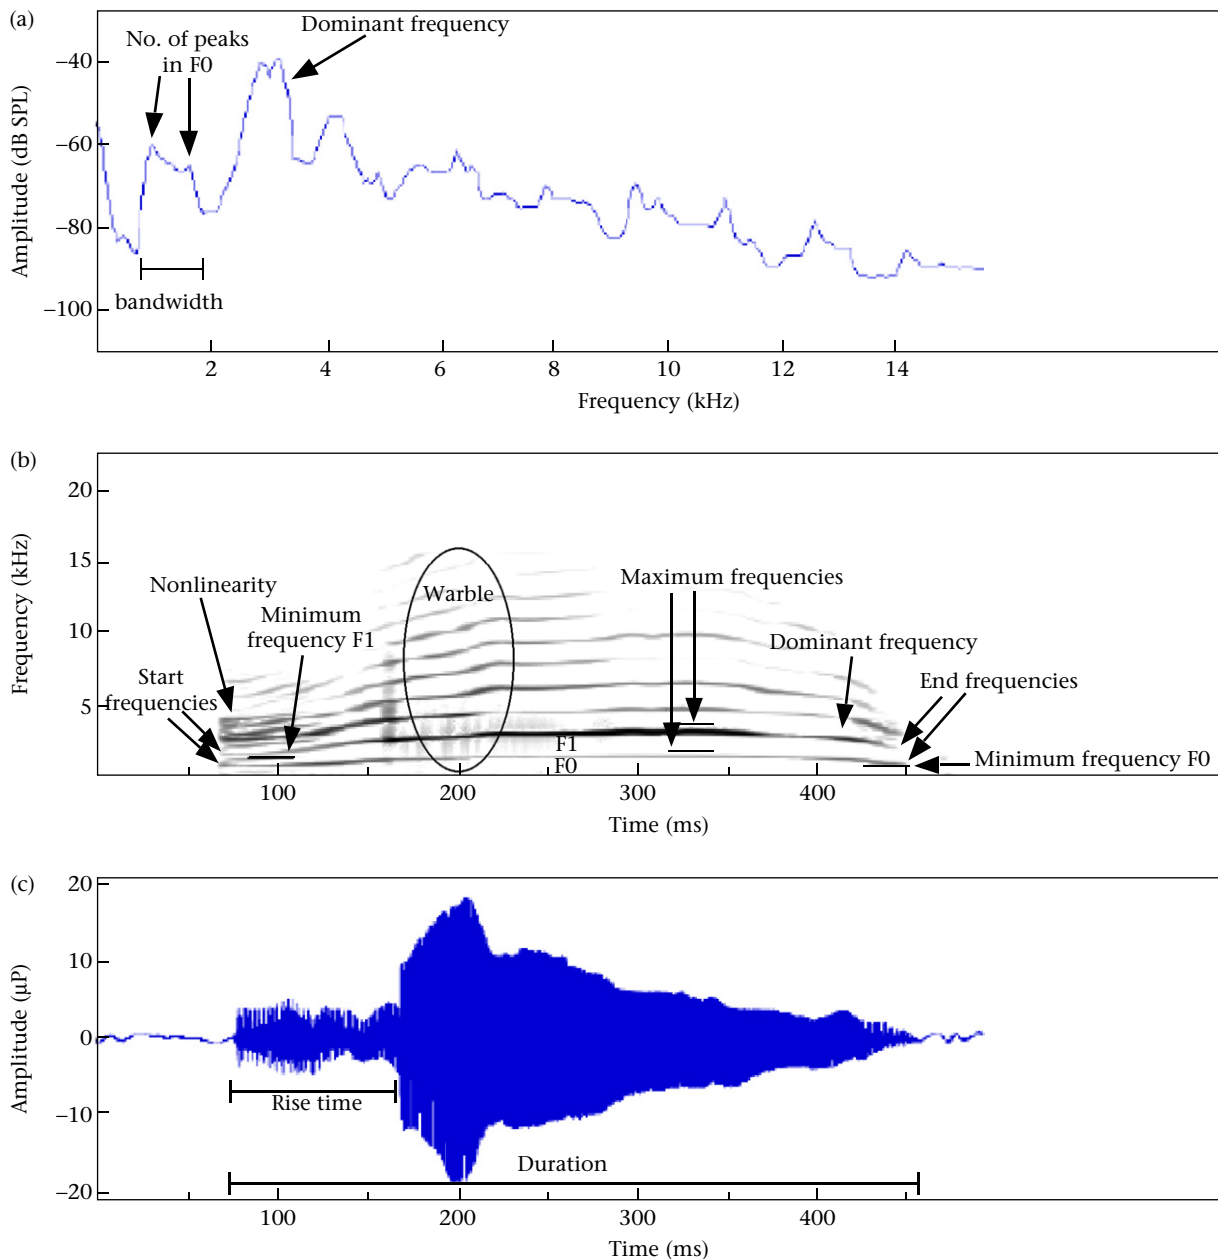 (a)
Dominant frequency
No. of peaks
in F0
−40
−60
−80
−100
Amplitude (dB SPL)
bandwidth
2 4 6 8 10 12 14
Frequency (kHz)
(b)
20
15
10
5
Frequency (kHz)
Nonlinearity
Minimum
frequency F1
Start
frequencies
Warble
Maximum frequencies
Dominant frequency
End frequencies
F1
F0
Minimum frequency F0
100 200 300 400
Time (ms)
(c)
20
10
0
−10
−20
Amplitude (µP)
Rise time
Duration
100 200 300 400
Time (ms)